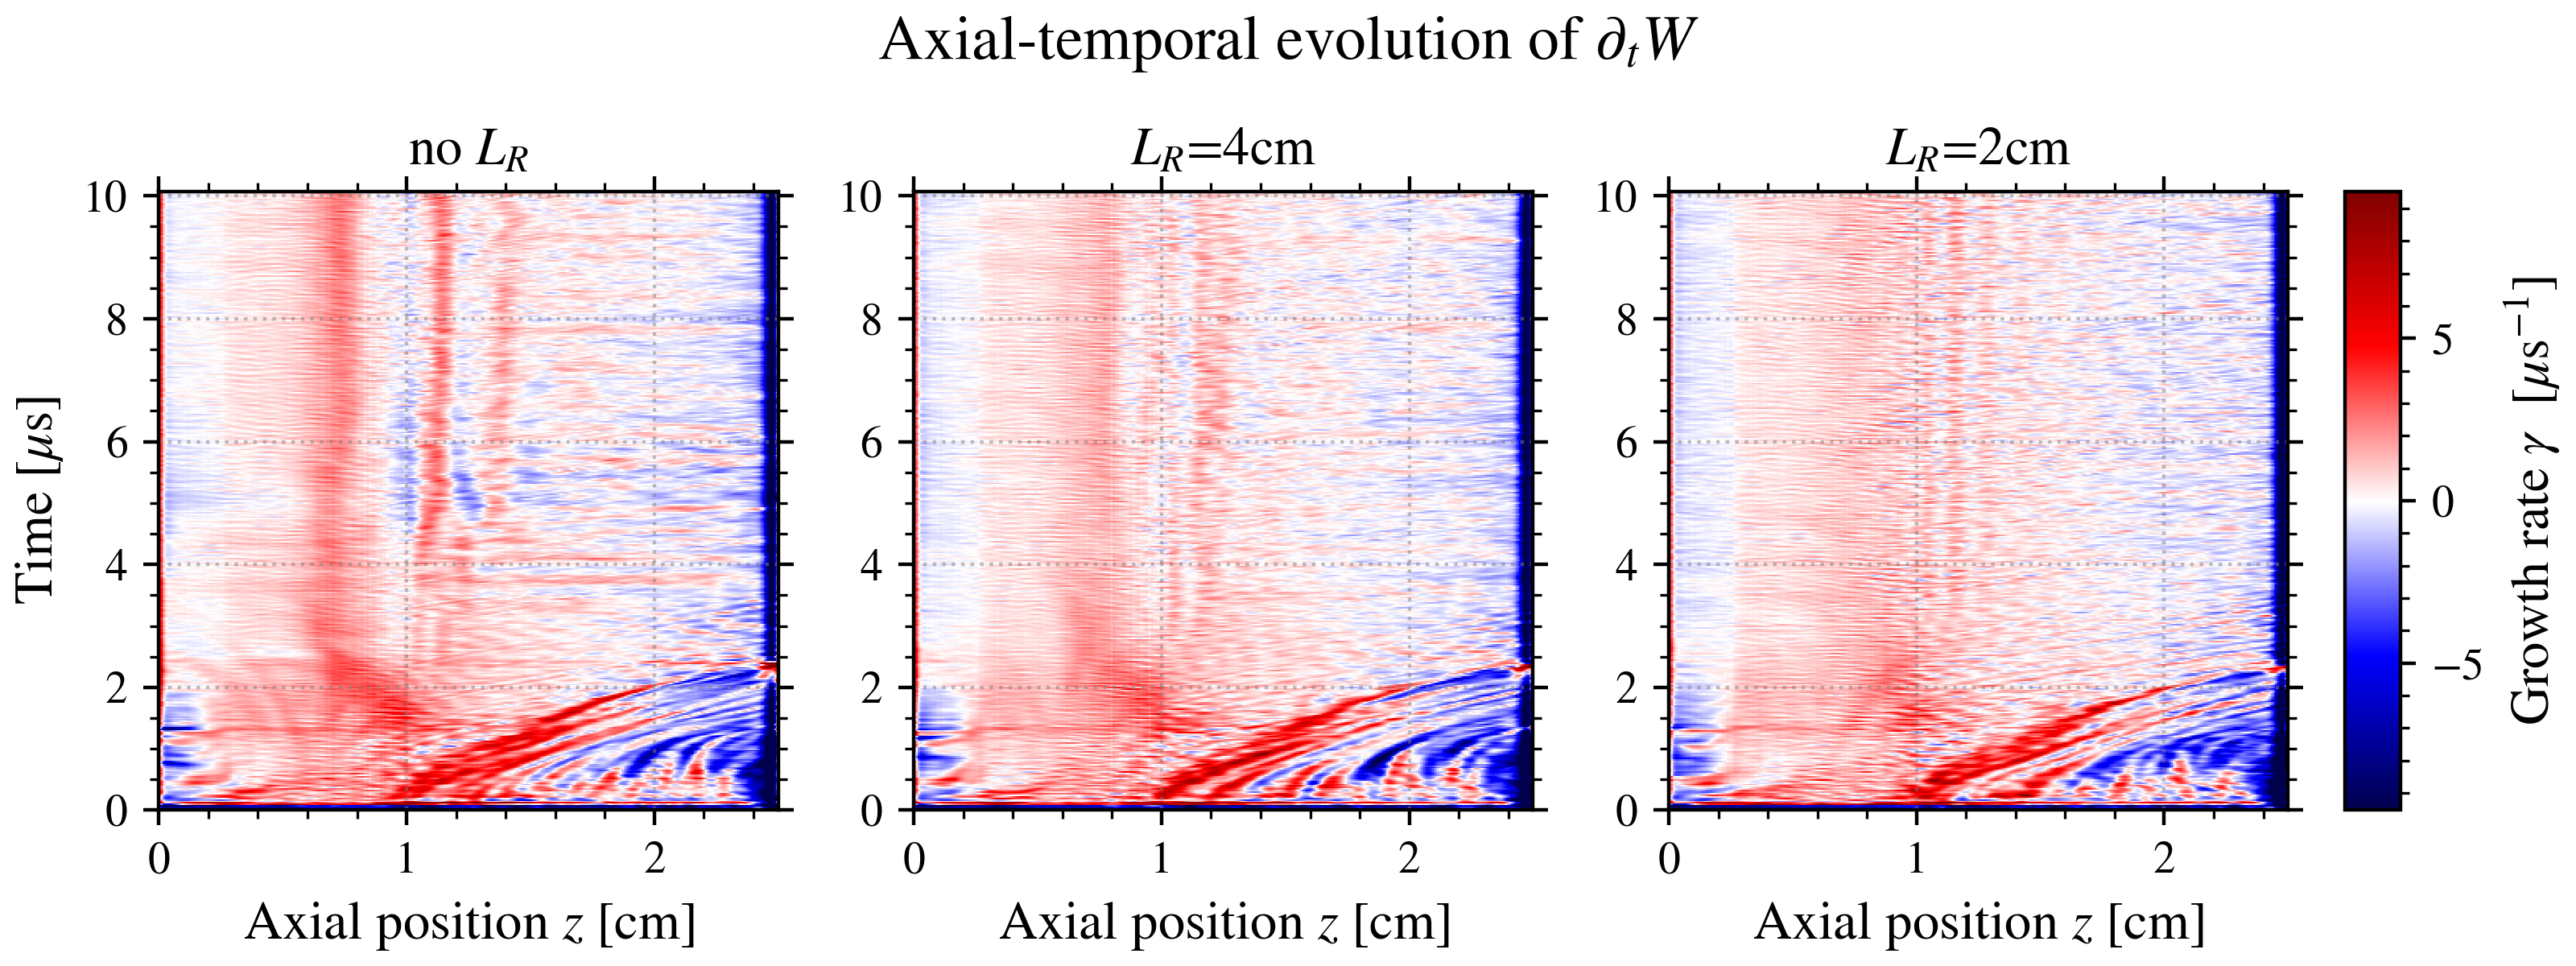 Axial-temporal evolution of ∂ₜW
no L_R
L_R=4cm
L_R=2cm
Time [μs]
10
8
6
4
2
0
0 1 2
Axial position z [cm]
10
8
6
4
2
0
0 1 2
Axial position z [cm]
10
8
6
4
2
0
0 1 2
Axial position z [cm]
5
0
−5
Growth rate γ [μs⁻¹]